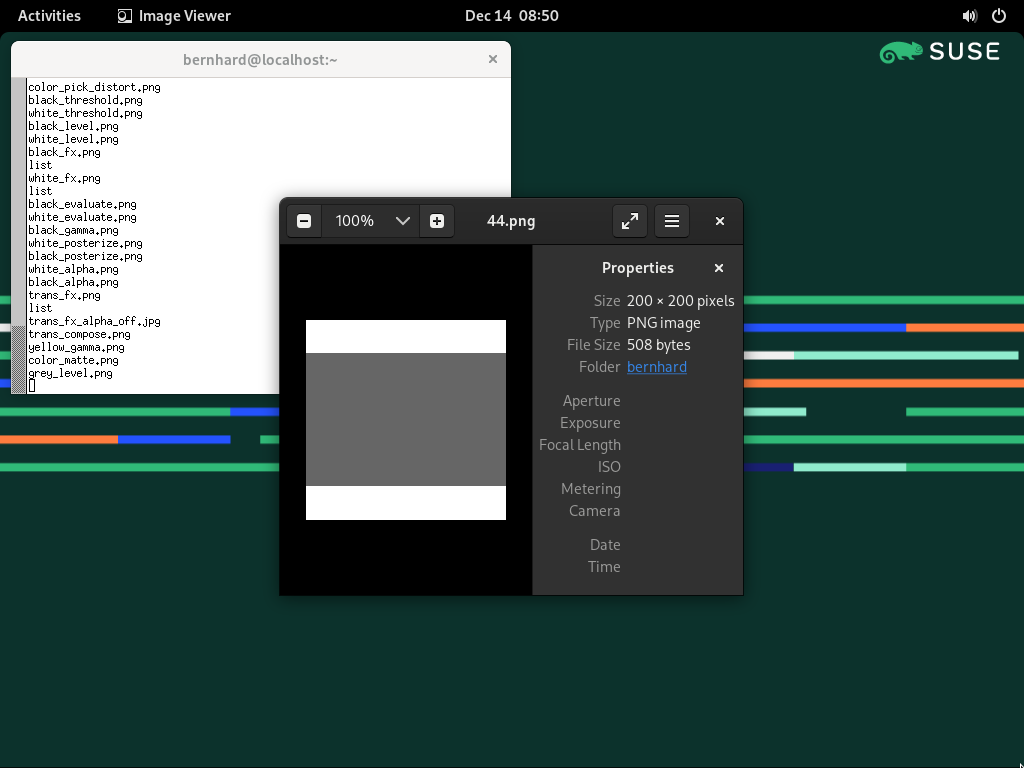 Activities
Image Viewer
Dec 14 08:50
SUSE
bernhard@localhost:~
color_pick_distort.png
black_threshold.png
white_threshold.png
black_level.png
white_level.png
black_fx.png
list
white_fx.png
list
black_evaluate.png
white_evaluate.png
black_gamma.png
white_posterize.png
black_posterize.png
white_alpha.png
black_alpha.png
trans_fx.png
list
trans_fx_alpha_off.jpg
trans_compose.png
yellow_gamma.png
color_matte.png
grey_level.png
100%
44.png
Properties
Size 200 × 200 pixels
Type PNG image
File Size 508 bytes
Folder bernhard
Aperture
Exposure
Focal Length
ISO
Metering
Camera
Date
Time